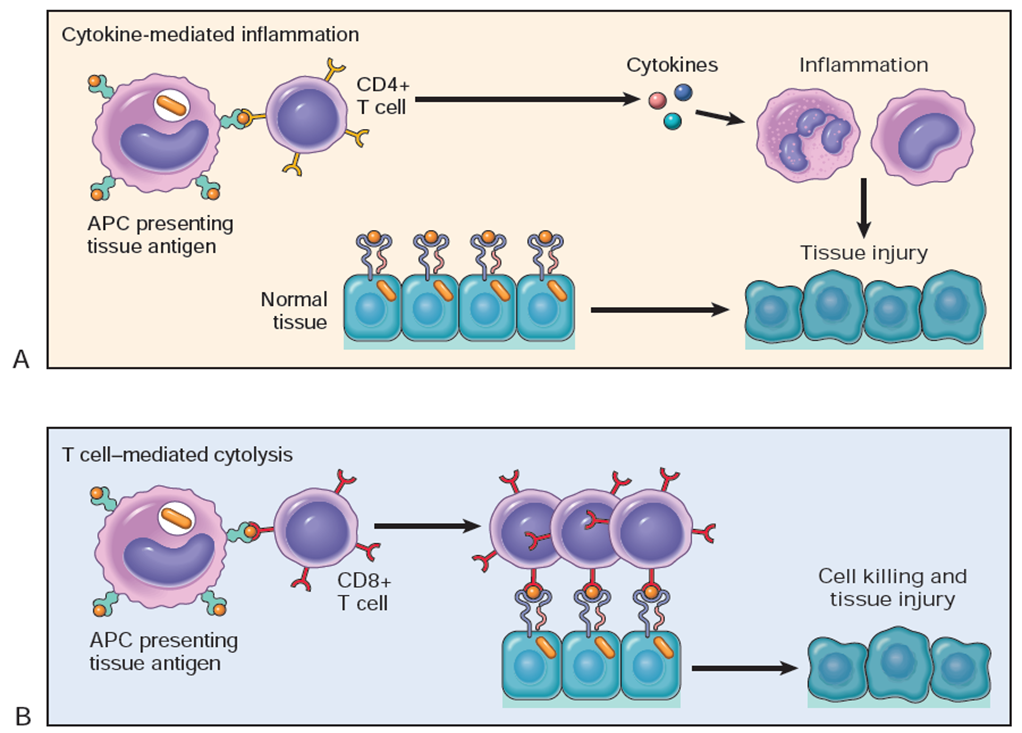 Cytokine-mediated inflammation
CD4+
T cell
Cytokines
Inflammation
APC presenting
tissue antigen
Tissue injury
Normal
tissue
A
T cell–mediated cytolysis
CD8+
T cell
APC presenting
tissue antigen
Cell killing and
tissue injury
B